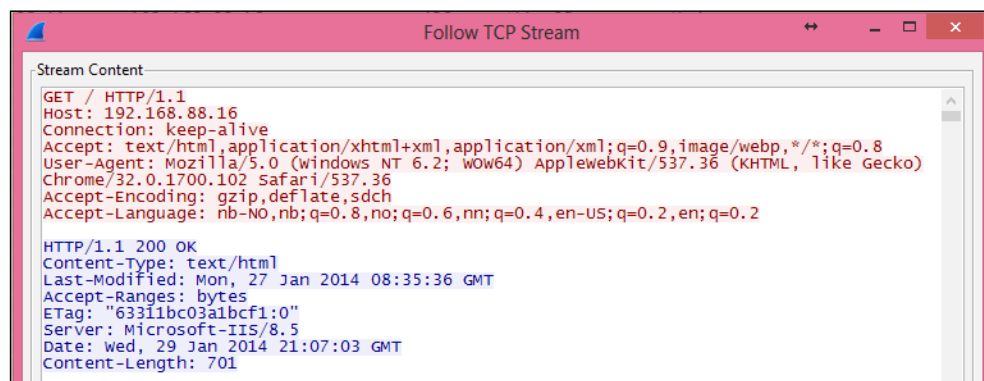 Follow TCP Stream
Stream Content
GET / HTTP/1.1
Host: 192.168.88.16
Connection: keep-alive
Accept: text/html,application/xhtml+xml,application/xml;q=0.9,image/webp,*/*;q=0.8
User-Agent: Mozilla/5.0 (Windows NT 6.2; WOW64) AppleWebKit/537.36 (KHTML, like Gecko)
Chrome/32.0.1700.102 Safari/537.36
Accept-Encoding: gzip,deflate,sdch
Accept-Language: nb-NO,nb;q=0.8,no;q=0.6,nn;q=0.4,en-US;q=0.2,en;q=0.2
HTTP/1.1 200 OK
Content-Type: text/html
Last-Modified: Mon, 27 Jan 2014 08:35:36 GMT
Accept-Ranges: bytes
ETag: "63311bc03a1bcf1:0"
Server: Microsoft-IIS/8.5
Date: Wed, 29 Jan 2014 21:07:03 GMT
Content-Length: 701